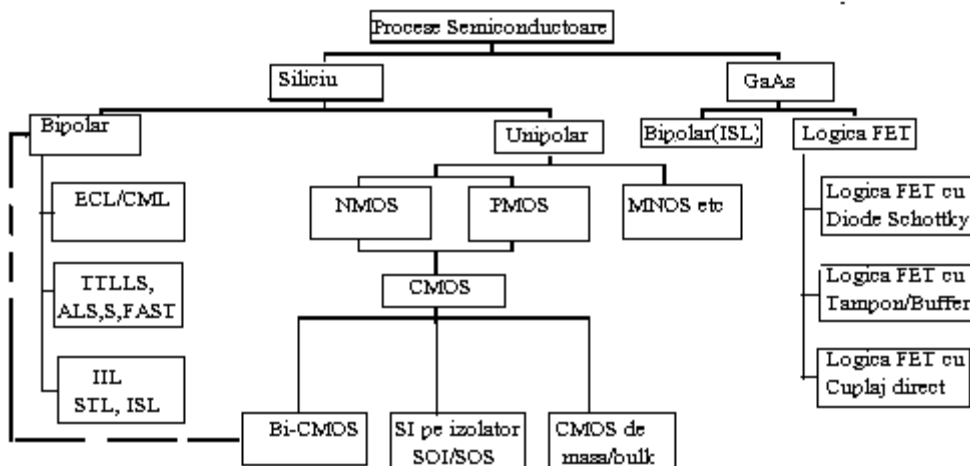 Procese Semiconductoare
Siliciu
GaAs
Bipolar
Unipolar
Bipolar(ISL)
Logica FET
ECL/CML
NMOS
PMOS
MNOS etc
Logica FET cu
Diode Schottky
TTLLS,
ALS,S,FAST
CMOS
Logica FET cu
Tampon/Buffer
IIL
STL, ISL
Logica FET cu
Cuplaj direct
Bi-CMOS
SI pe izolator
SOI/SOS
CMOS de
masa/bulk